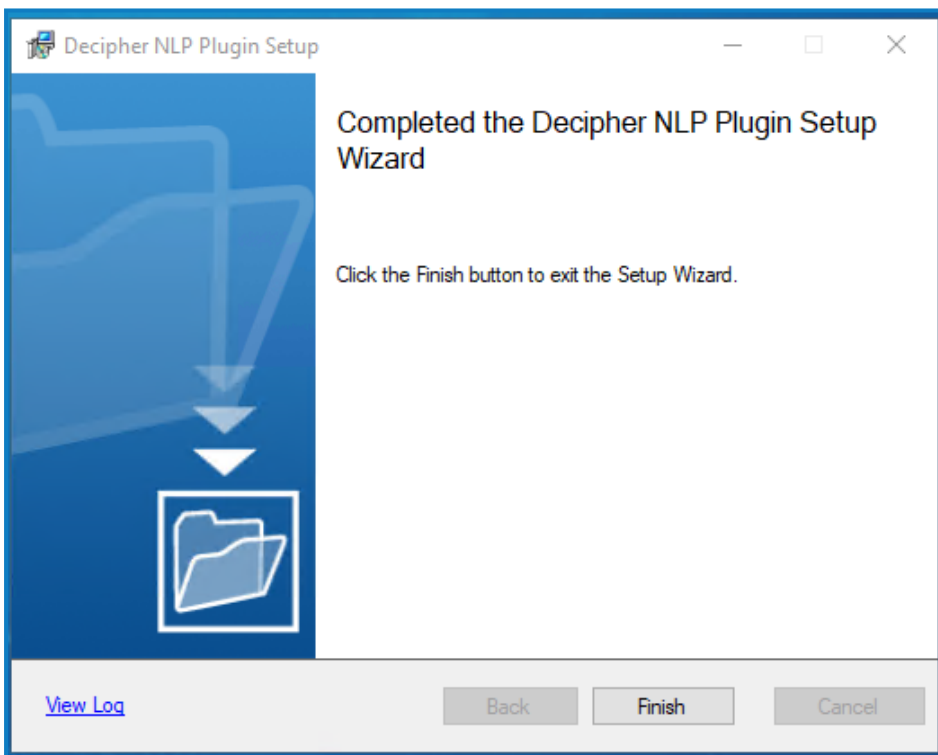 Decipher NLP Plugin Setup
Completed the Decipher NLP Plugin Setup
Wizard
Click the Finish button to exit the Setup Wizard.
View Log
Back
Finish
Cancel